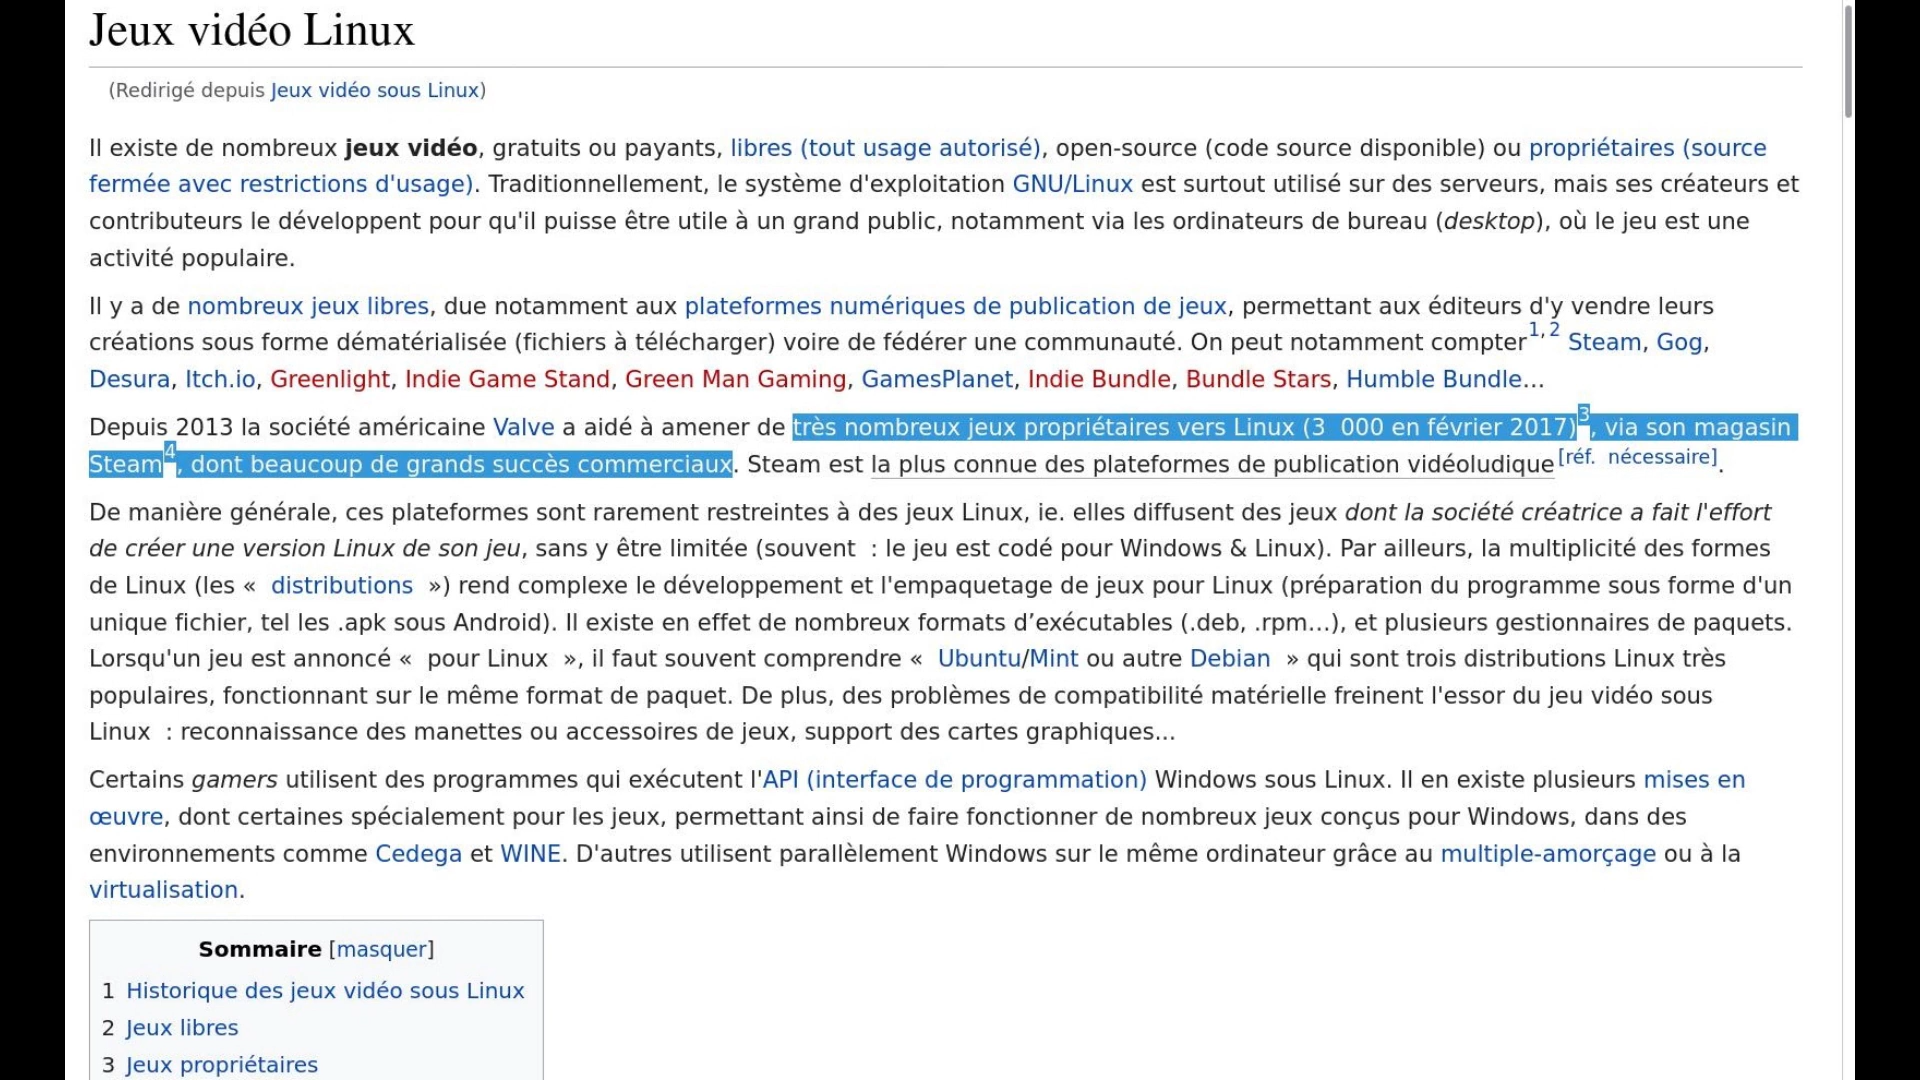 Jeux vidéo Linux
(Redirigé depuis Jeux vidéo sous Linux)
Il existe de nombreux jeux vidéo, gratuits ou payants, libres (tout usage autorisé), open-source (code source disponible) ou propriétaires (source
fermée avec restrictions d'usage). Traditionnellement, le système d'exploitation GNU/Linux est surtout utilisé sur des serveurs, mais ses créateurs et
contributeurs le développent pour qu'il puisse être utile à un grand public, notamment via les ordinateurs de bureau (desktop), où le jeu est une
activité populaire.
Il y a de nombreux jeux libres, due notamment aux plateformes numériques de publication de jeux, permettant aux éditeurs d'y vendre leurs
créations sous forme dématérialisée (fichiers à télécharger) voire de fédérer une communauté. On peut notamment compter1, 2 Steam, Gog,
Desura, Itch.io, Greenlight, Indie Game Stand, Green Man Gaming, GamesPlanet, Indie Bundle, Bundle Stars, Humble Bundle…
Depuis 2013 la société américaine Valve a aidé à amener de très nombreux jeux propriétaires vers Linux (3 000 en février 2017)3, via son magasin
Steam4, dont beaucoup de grands succès commerciaux. Steam est la plus connue des plateformes de publication vidéoludique[réf. nécessaire].
De manière générale, ces plateformes sont rarement restreintes à des jeux Linux, ie. elles diffusent des jeux dont la société créatrice a fait l'effort
de créer une version Linux de son jeu, sans y être limitée (souvent : le jeu est codé pour Windows & Linux). Par ailleurs, la multiplicité des formes
de Linux (les « distributions ») rend complexe le développement et l'empaquetage de jeux pour Linux (préparation du programme sous forme d'un
unique fichier, tel les .apk sous Android). Il existe en effet de nombreux formats d’exécutables (.deb, .rpm…), et plusieurs gestionnaires de paquets.
Lorsqu'un jeu est annoncé « pour Linux », il faut souvent comprendre « Ubuntu/Mint ou autre Debian » qui sont trois distributions Linux très
populaires, fonctionnant sur le même format de paquet. De plus, des problèmes de compatibilité matérielle freinent l'essor du jeu vidéo sous
Linux : reconnaissance des manettes ou accessoires de jeux, support des cartes graphiques…
Certains gamers utilisent des programmes qui exécutent l'API (interface de programmation) Windows sous Linux. Il en existe plusieurs mises en
œuvre, dont certaines spécialement pour les jeux, permettant ainsi de faire fonctionner de nombreux jeux conçus pour Windows, dans des
environnements comme Cedega et WINE. D'autres utilisent parallèlement Windows sur le même ordinateur grâce au multiple-amorçage ou à la
virtualisation.
Sommaire [masquer]
1 Historique des jeux vidéo sous Linux
2 Jeux libres
3 Jeux propriétaires